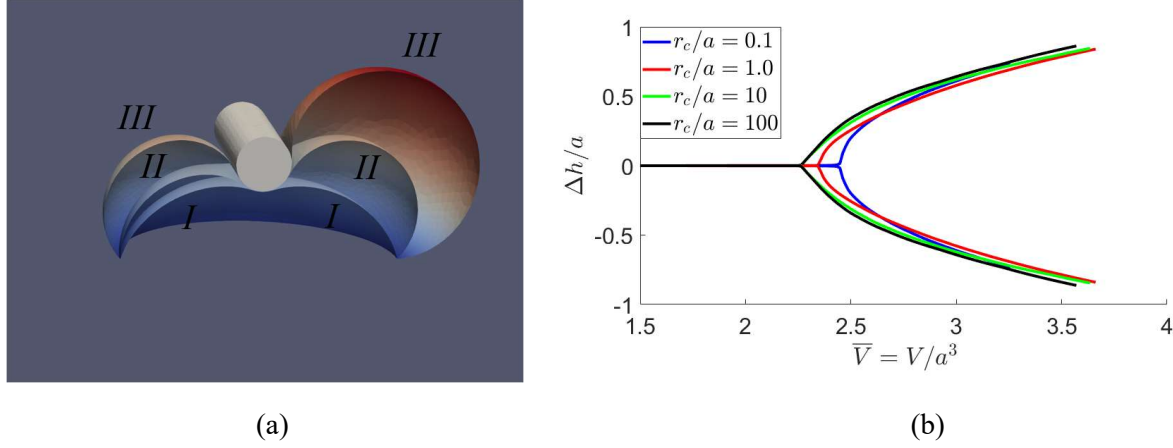 III
III
II
II
I
I
(a)
1
0.5
0
-0.5
-1
Δh/a
r_c/a = 0.1
r_c/a = 1.0
r_c/a = 10
r_c/a = 100
1.5 2 2.5 3 3.5 4
V̅ = V/a³
(b)